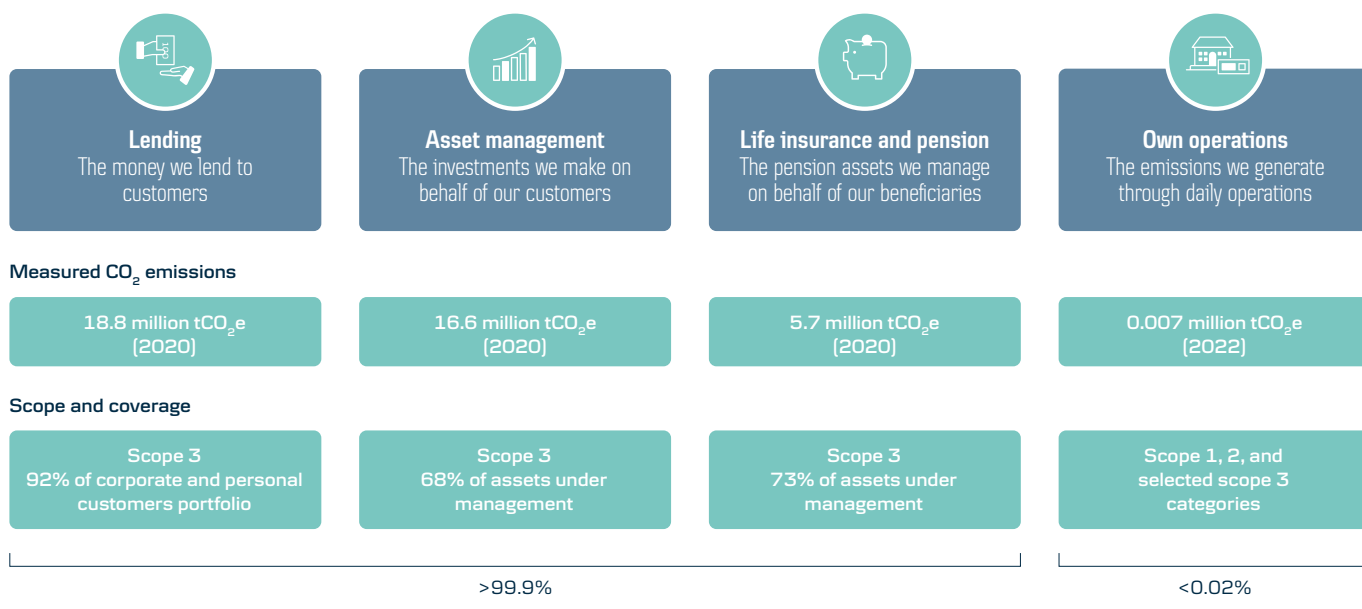 Lending
The money we lend to
customers
Asset management
The investments we make on
behalf of our customers
Life insurance and pension
The pension assets we manage
on behalf of our beneficiaries
Own operations
The emissions we generate
through daily operations
Measured CO₂ emissions
18.8 million tCO₂e
(2020)
16.6 million tCO₂e
(2020)
5.7 million tCO₂e
(2020)
0.007 million tCO₂e
(2022)
Scope and coverage
Scope 3
92% of corporate and personal
customers portfolio
Scope 3
68% of assets under
management
Scope 3
73% of assets under
management
Scope 1, 2, and
selected scope 3
categories
>99.9%
<0.02%